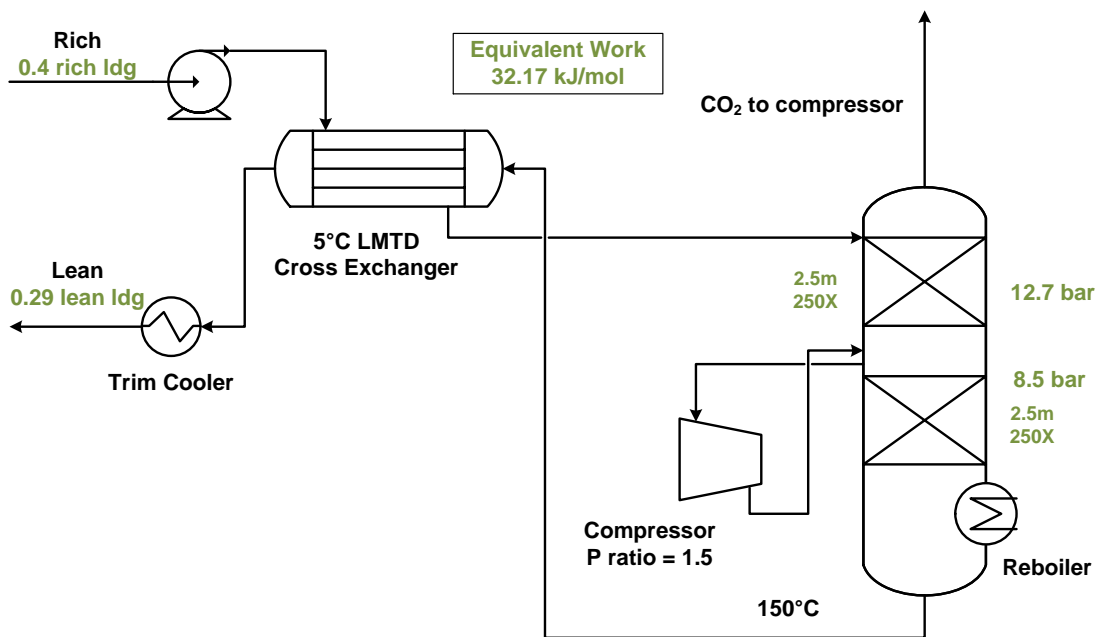 Rich
0.4 rich ldg
Equivalent Work
32.17 kJ/mol
CO₂ to compressor
5°C LMTD
Cross Exchanger
Lean
0.29 lean ldg
Trim Cooler
2.5m
250X
12.7 bar
8.5 bar
2.5m
250X
Compressor
P ratio = 1.5
Reboiler
150°C